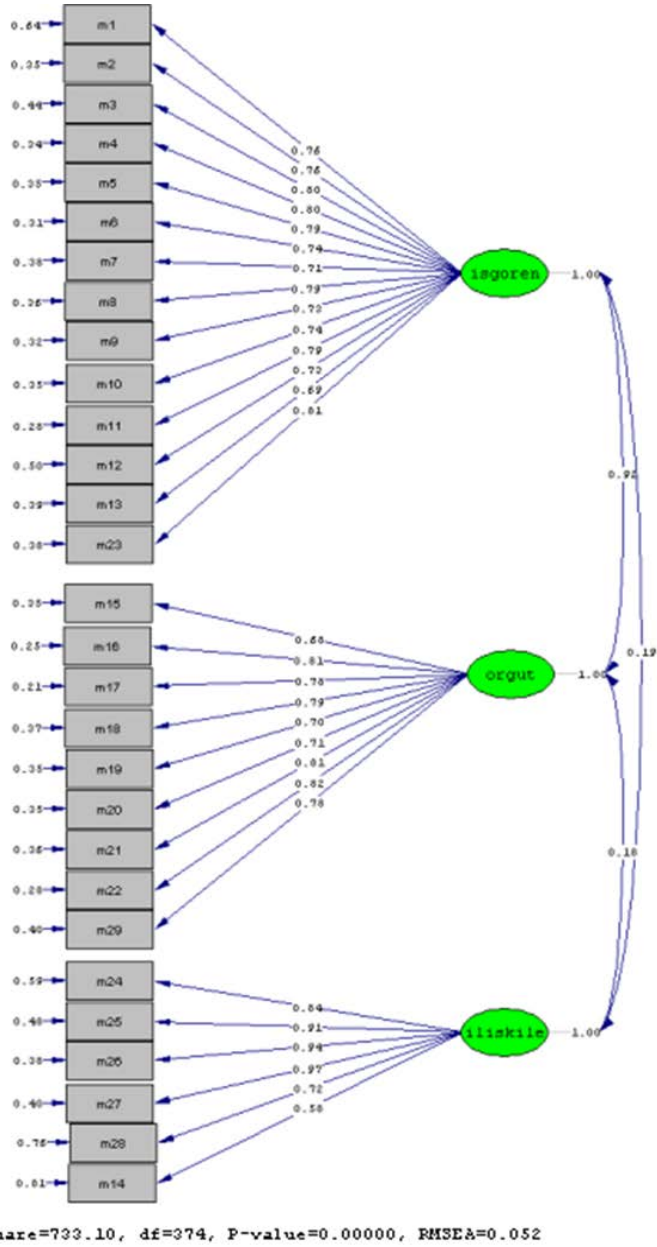 0.64 m1
0.35 m2
0.44 m3
0.34 m4
0.35 m5
0.31 m6
0.38 m7
0.36 m8
0.32 m9
0.35 m10
0.28 m11
0.50 m12
0.39 m13
0.38 m23
0.76
0.76
0.80
0.80
0.79
0.74
0.71
0.79
0.73
0.74
0.79
0.73
0.69
0.81
isgoren 1.00
0.35 m15
0.25 m16
0.21 m17
0.37 m18
0.35 m19
0.35 m20
0.36 m21
0.28 m22
0.40 m29
0.68
0.81
0.78
0.79
0.70
0.71
0.81
0.82
0.78
orgut 1.00
0.59 m24
0.48 m25
0.38 m26
0.48 m27
0.76 m28
0.81 m14
0.84
0.91
0.94
0.97
0.72
0.58
iliskile 1.00
0.19
0.18
uare=733.10, df=374, P-value=0.00000, RMSEA=0.052